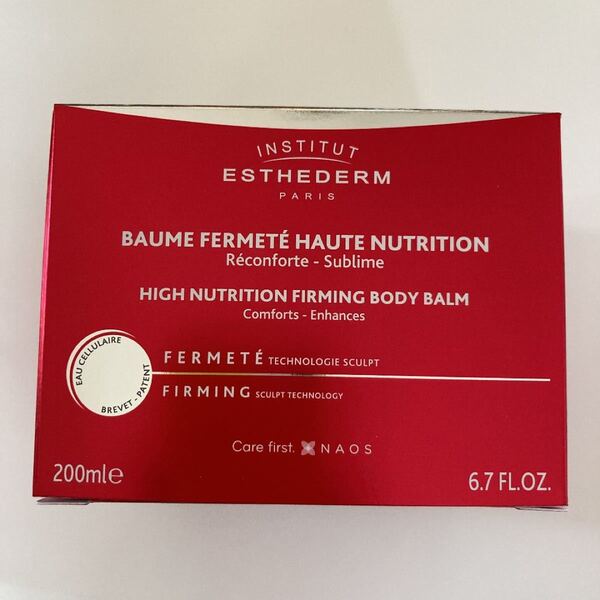 INSTITUT
ESTHEDERM
PARIS
BAUME FERMETÉ HAUTE NUTRITION
Réconforte - Sublime
HIGH NUTRITION FIRMING BODY BALM
Comforts - Enhances
EAU CELLULAIRE
BREVET - PATENT
FERMETÉ TECHNOLOGIE SCULPT
FIRMING SCULPT TECHNOLOGY
Care first. NAOS
200ml℮ 6.7 FL.OZ.